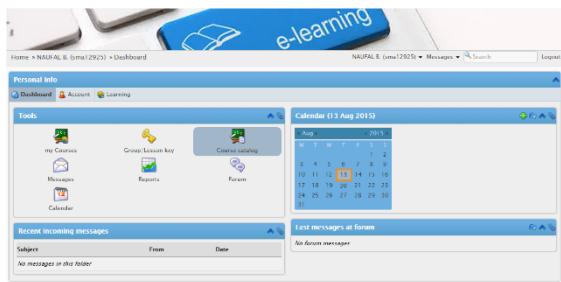 e-learning
Home » NAUFAL B. (sma12925) » Dashboard
NAUFAL B. (sma12925) Messages Search Logout
Personal Info
Dashboard Account Learning
Tools
my Courses Group/Lesson key Course catalog
Messages Reports Forum
Calendar
Recent incoming messages
Subject From Date
No messages in this folder
Calendar (13 Aug 2015)
« Aug » « 2015 »
M T W T F S S
1 2
3 4 5 6 7 8 9
10 11 12 13 14 15 16
17 18 19 20 21 22 23
24 25 26 27 28 29 30
31
Last messages at forum
No forum messages